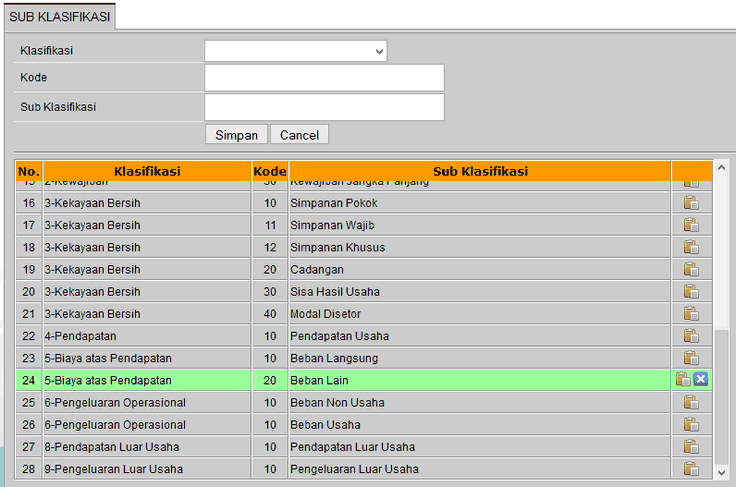 SUB KLASIFIKASI
Klasifikasi
Kode
Sub Klasifikasi
Simpan Cancel
No. Klasifikasi Kode Sub Klasifikasi
15 2-Kewajiban 30 Kewajiban Jangka Panjang
16 3-Kekayaan Bersih 10 Simpanan Pokok
17 3-Kekayaan Bersih 11 Simpanan Wajib
18 3-Kekayaan Bersih 12 Simpanan Khusus
19 3-Kekayaan Bersih 20 Cadangan
20 3-Kekayaan Bersih 30 Sisa Hasil Usaha
21 3-Kekayaan Bersih 40 Modal Disetor
22 4-Pendapatan 10 Pendapatan Usaha
23 5-Biaya atas Pendapatan 10 Beban Langsung
24 5-Biaya atas Pendapatan 20 Beban Lain
25 6-Pengeluaran Operasional 10 Beban Non Usaha
26 6-Pengeluaran Operasional 10 Beban Usaha
27 8-Pendapatan Luar Usaha 10 Pendapatan Luar Usaha
28 9-Pengeluaran Luar Usaha 10 Pengeluaran Luar Usaha